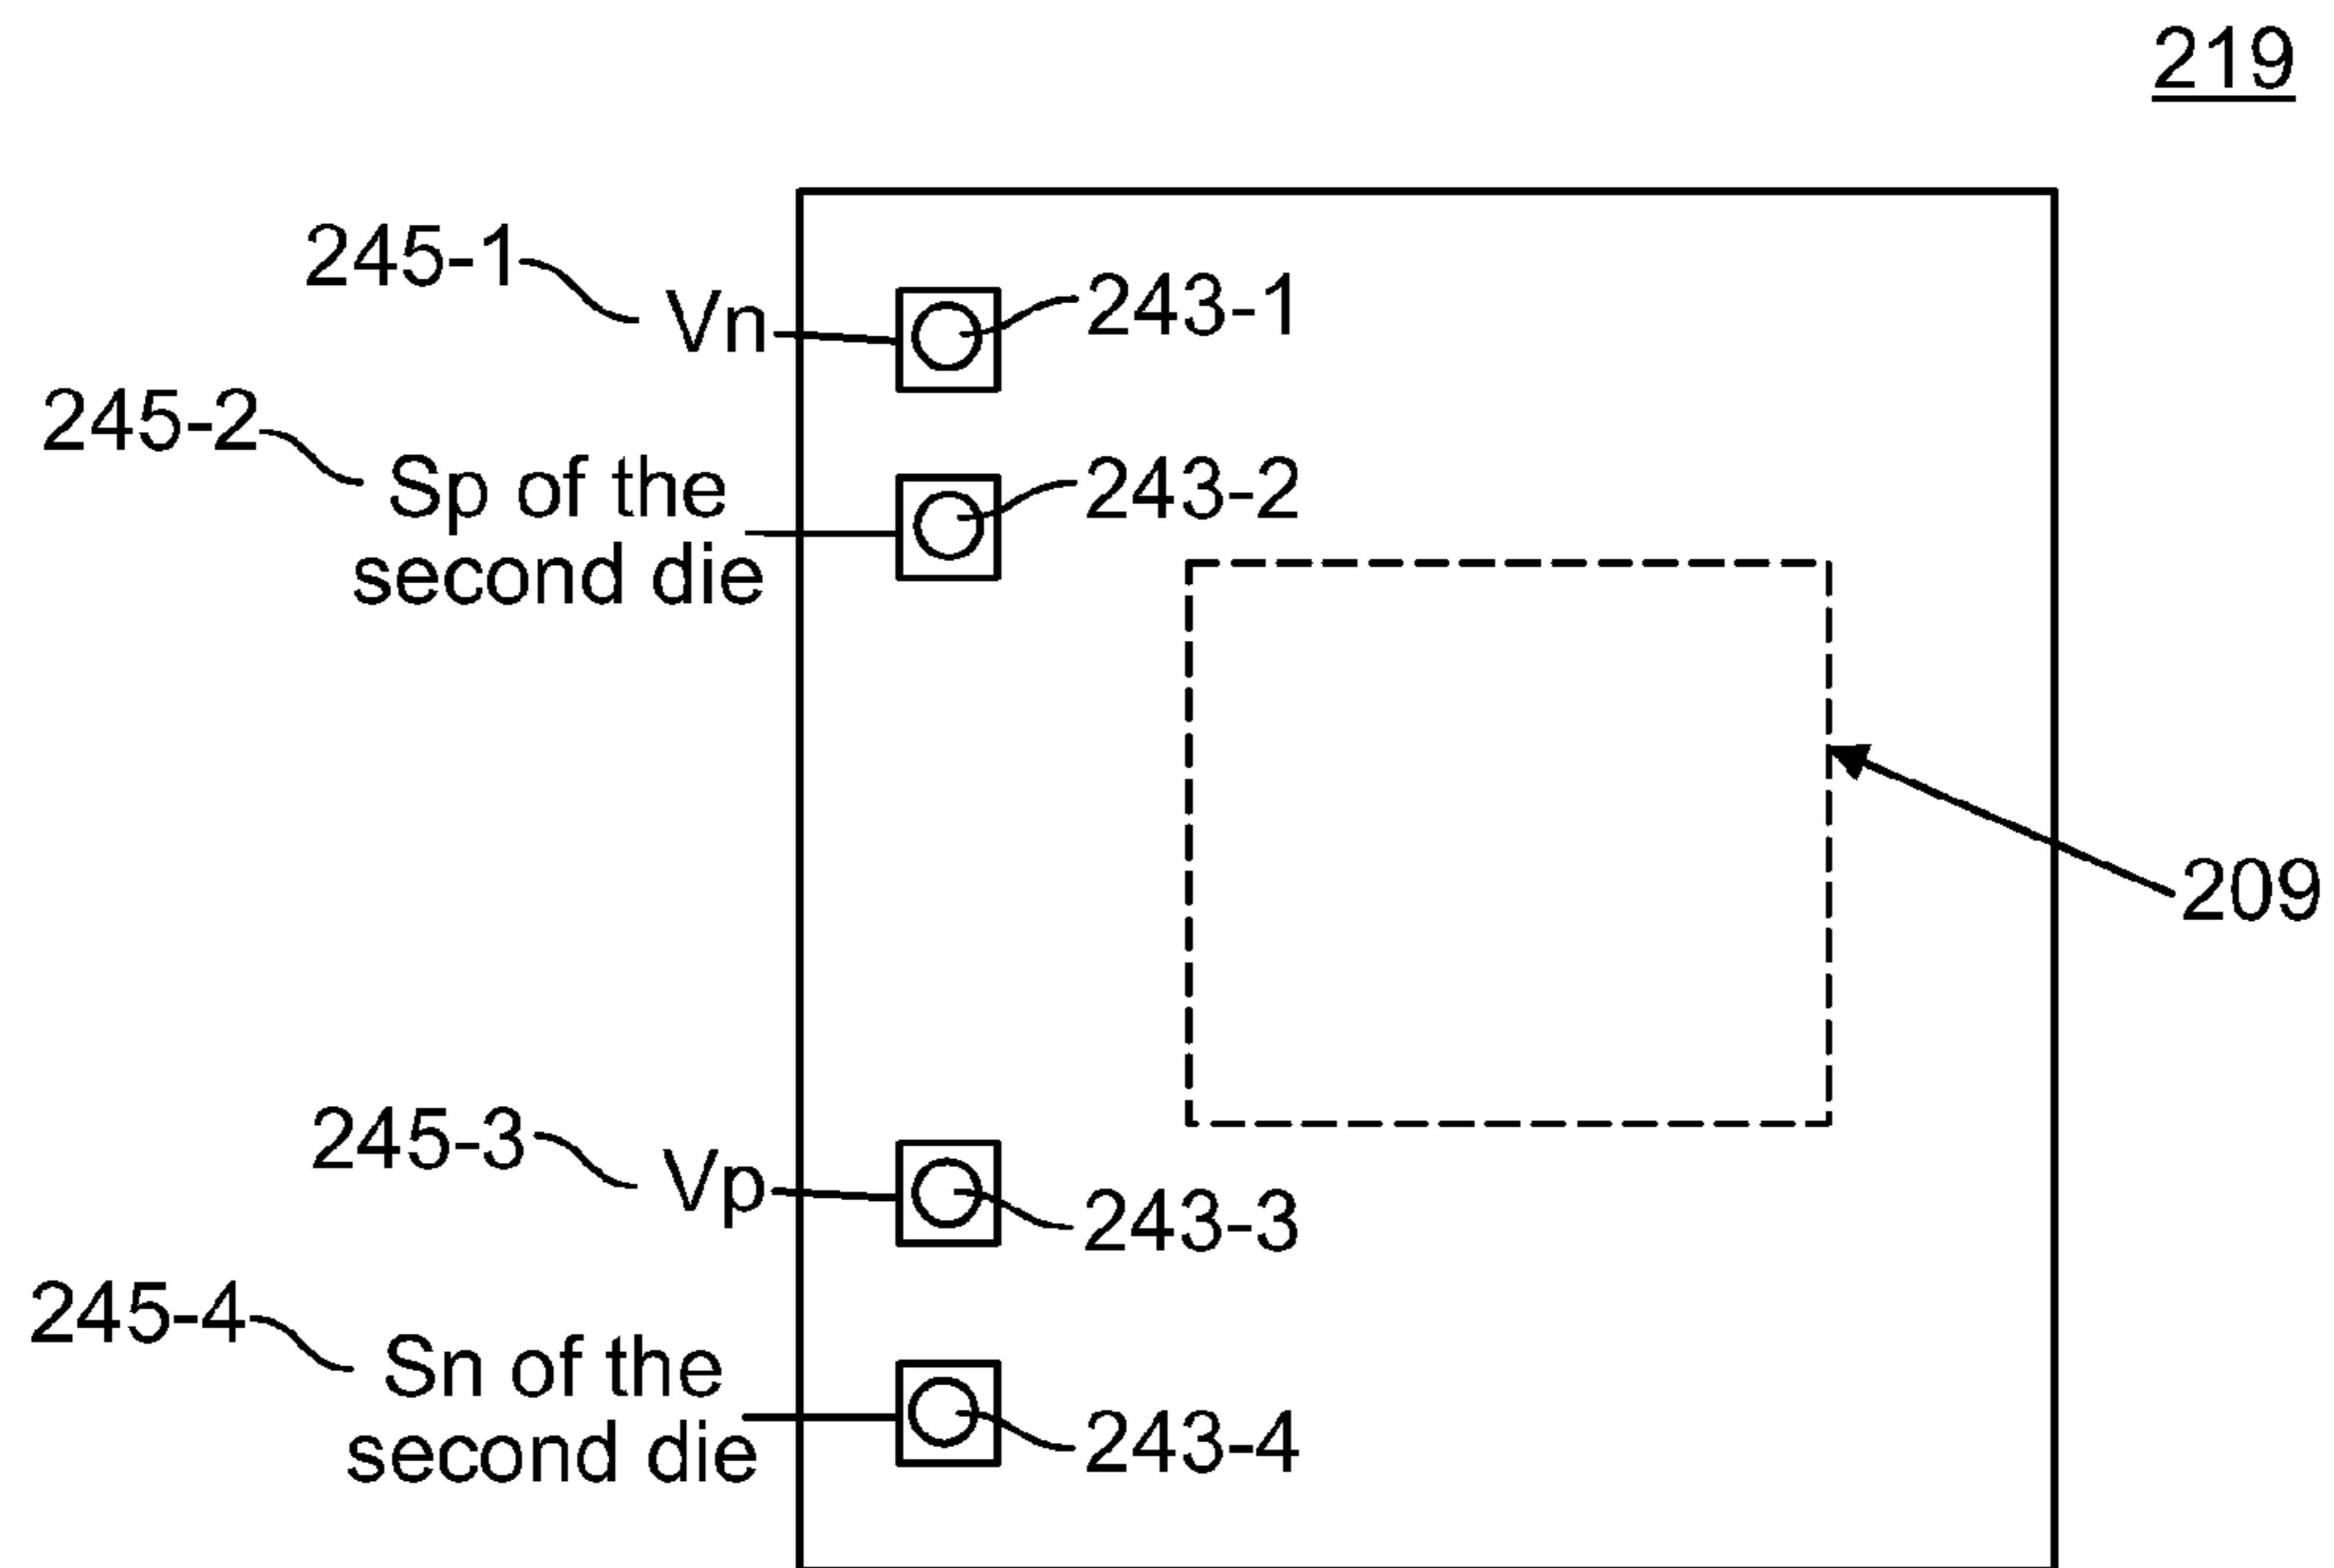 219
245-1
Vn
243-1
245-2
Sp of the
second die
243-2
209
245-3
Vp
243-3
245-4
Sn of the
second die
243-4